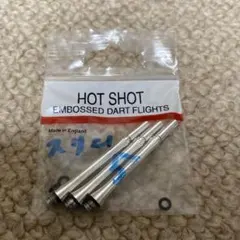 HOT SHOT
EMBOSSED DART FLIGHTS
Made in England